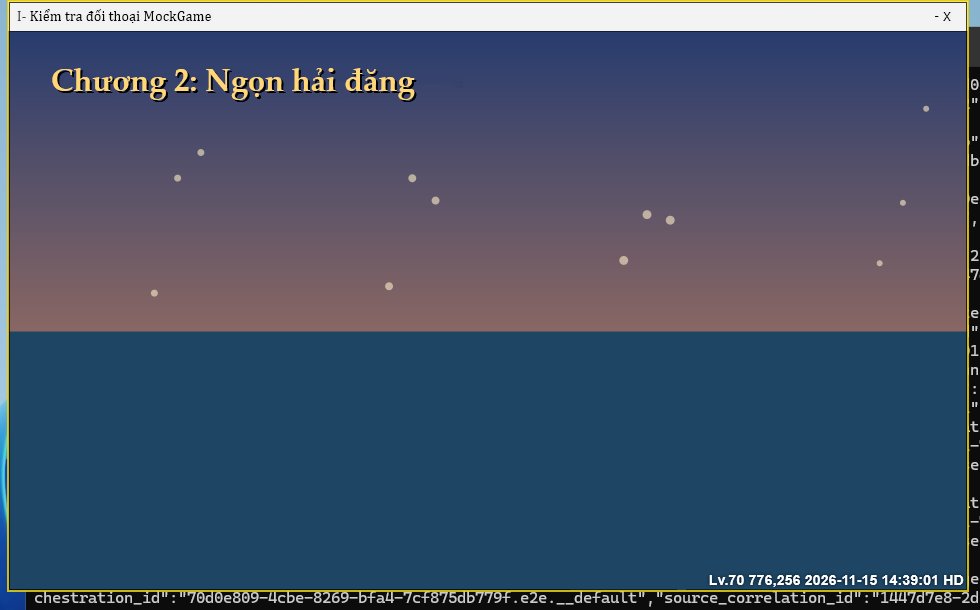 I- Kiểm tra đối thoại MockGame
- X
Chương 2: Ngọn hải đăng
Lv.70 776,256 2026-11-15 14:39:01 HD
chestration_id":"70d0e809-4cbe-8269-bfa4-7cf875db779f.e2e.__default","source_correlation_id":"1447d7e8-2d